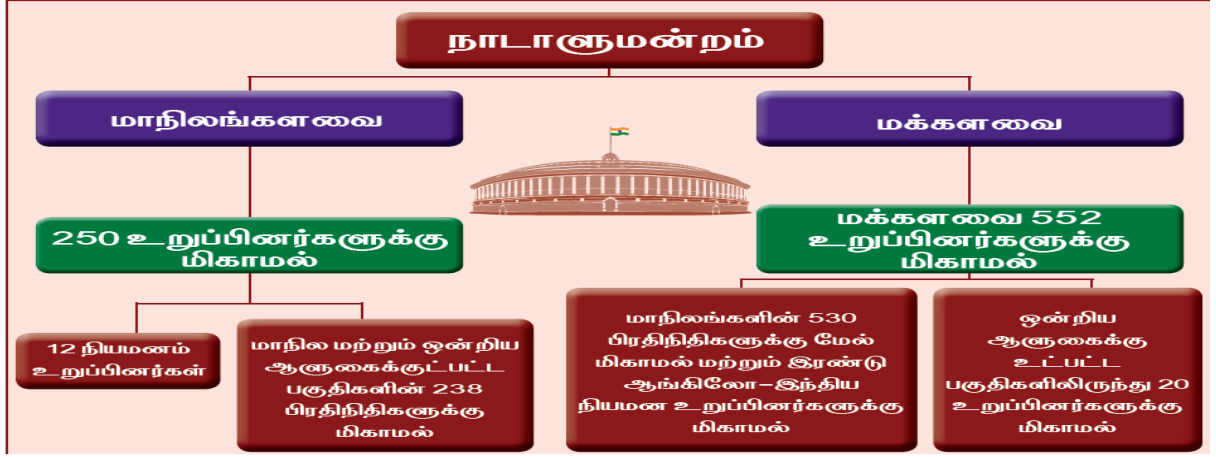 நாடாளுமன்றம்
மாநிலங்களவை
மக்களவை
250 உறுப்பினர்களுக்கு
மிகாமல்
மக்களவை 552
உறுப்பினர்களுக்கு
மிகாமல்
12 நியமனம்
உறுப்பினர்கள்
மாநில மற்றும் ஒன்றிய
ஆளுகைக்குட்பட்ட
பகுதிகளின் 238
பிரதிநிதிகளுக்கு
மிகாமல்
மாநிலங்களின் 530
பிரதிநிதிகளுக்கு மேல்
மிகாமல் மற்றும் இரண்டு
ஆங்கிலோ–இந்திய
நியமன உறுப்பினர்களுக்கு
மிகாமல்
ஒன்றிய
ஆளுகைக்கு
உட்பட்ட
பகுதிகளிலிருந்து 20
உறுப்பினர்களுக்கு
மிகாமல்